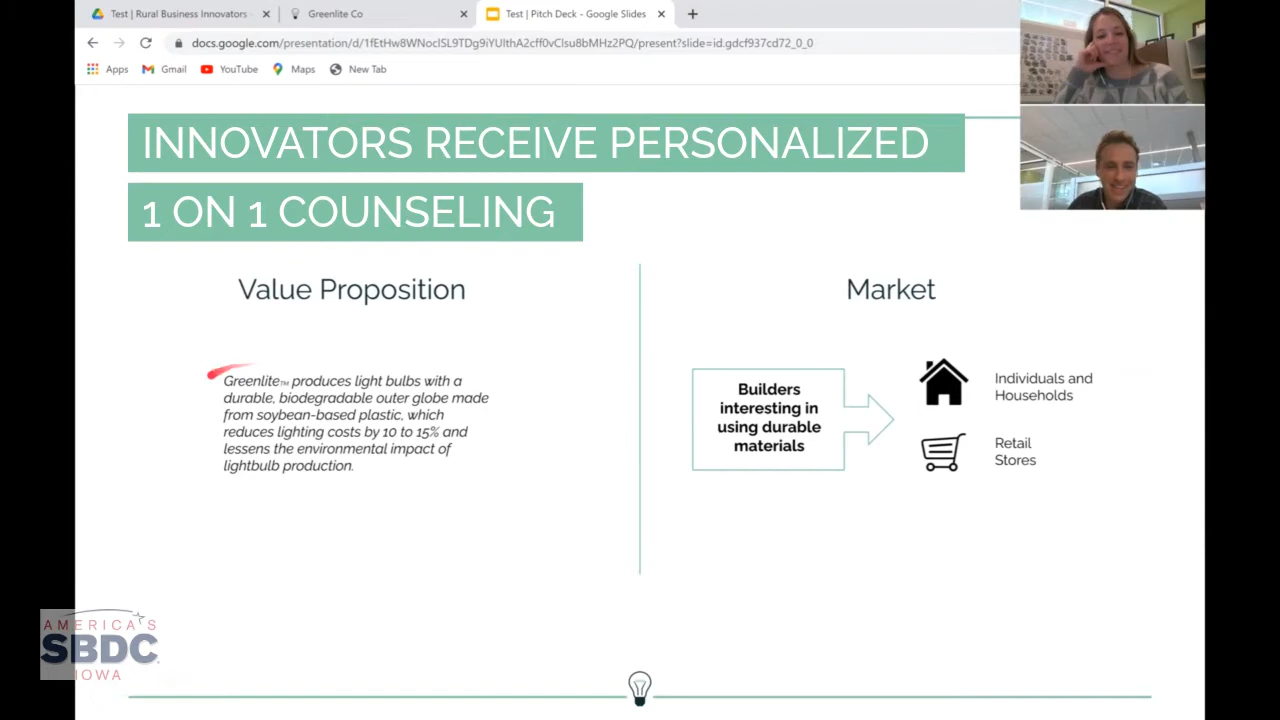 Test | Rural Business Innovators -
Greenlite Co
Test | Pitch Deck - Google Slides
docs.google.com/presentation/d/1fEtHw8WNoclSL9TDg9iYUlthA2cff0vClsu8bMHz2PQ/present?slide=id.gdcf937cd72_0_0
Apps
Gmail
YouTube
Maps
New Tab
INNOVATORS RECEIVE PERSONALIZED
1 ON 1 COUNSELING
Value Proposition
Greenlite™ produces light bulbs with a
durable, biodegradable outer globe made
from soybean-based plastic, which
reduces lighting costs by 10 to 15% and
lessens the environmental impact of
lightbulb production.
Market
Builders
interesting in
using durable
materials
Individuals and
Households
Retail
Stores
AMERICA'S
SBDC
IOWA